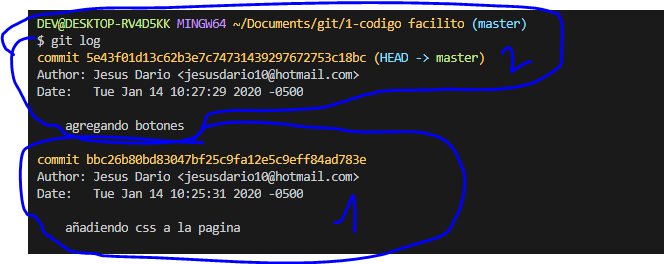 DEV@DESKTOP-RV4D5KK MINGW64 ~/Documents/git/1-codigo facilito (master)
$ git log
commit 5e43f01d13c62b3e7c74731439297672753c18bc (HEAD -> master)
2
Author: Jesus Dario <jesusdario10@hotmail.com>
Date:   Tue Jan 14 10:27:29 2020 -0500
agregando botones
commit bbc26b80bd83047bf25c9fa12e5c9eff84ad783e
Author: Jesus Dario <jesusdario10@hotmail.com>
Date:   Tue Jan 14 10:25:31 2020 -0500
1
añadiendo css a la pagina